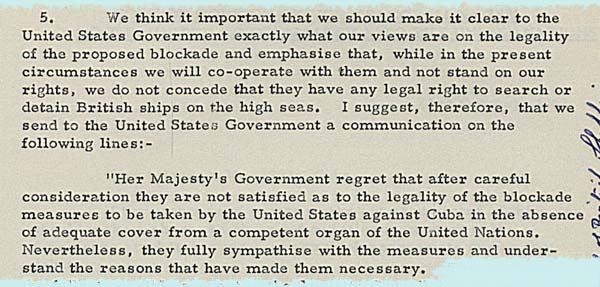 5. We think it important that we should make it clear to the
United States Government exactly what our views are on the legality
of the proposed blockade and emphasise that, while in the present
circumstances we will co-operate with them and not stand on our
rights, we do not concede that they have any legal right to search or
detain British ships on the high seas. I suggest, therefore, that we
send to the United States Government a communication on the
following lines:-
"Her Majesty's Government regret that after careful
consideration they are not satisfied as to the legality of the blockade
measures to be taken by the United States against Cuba in the absence
of adequate cover from a competent organ of the United Nations.
Nevertheless, they fully sympathise with the measures and under-
stand the reasons that have made them necessary.